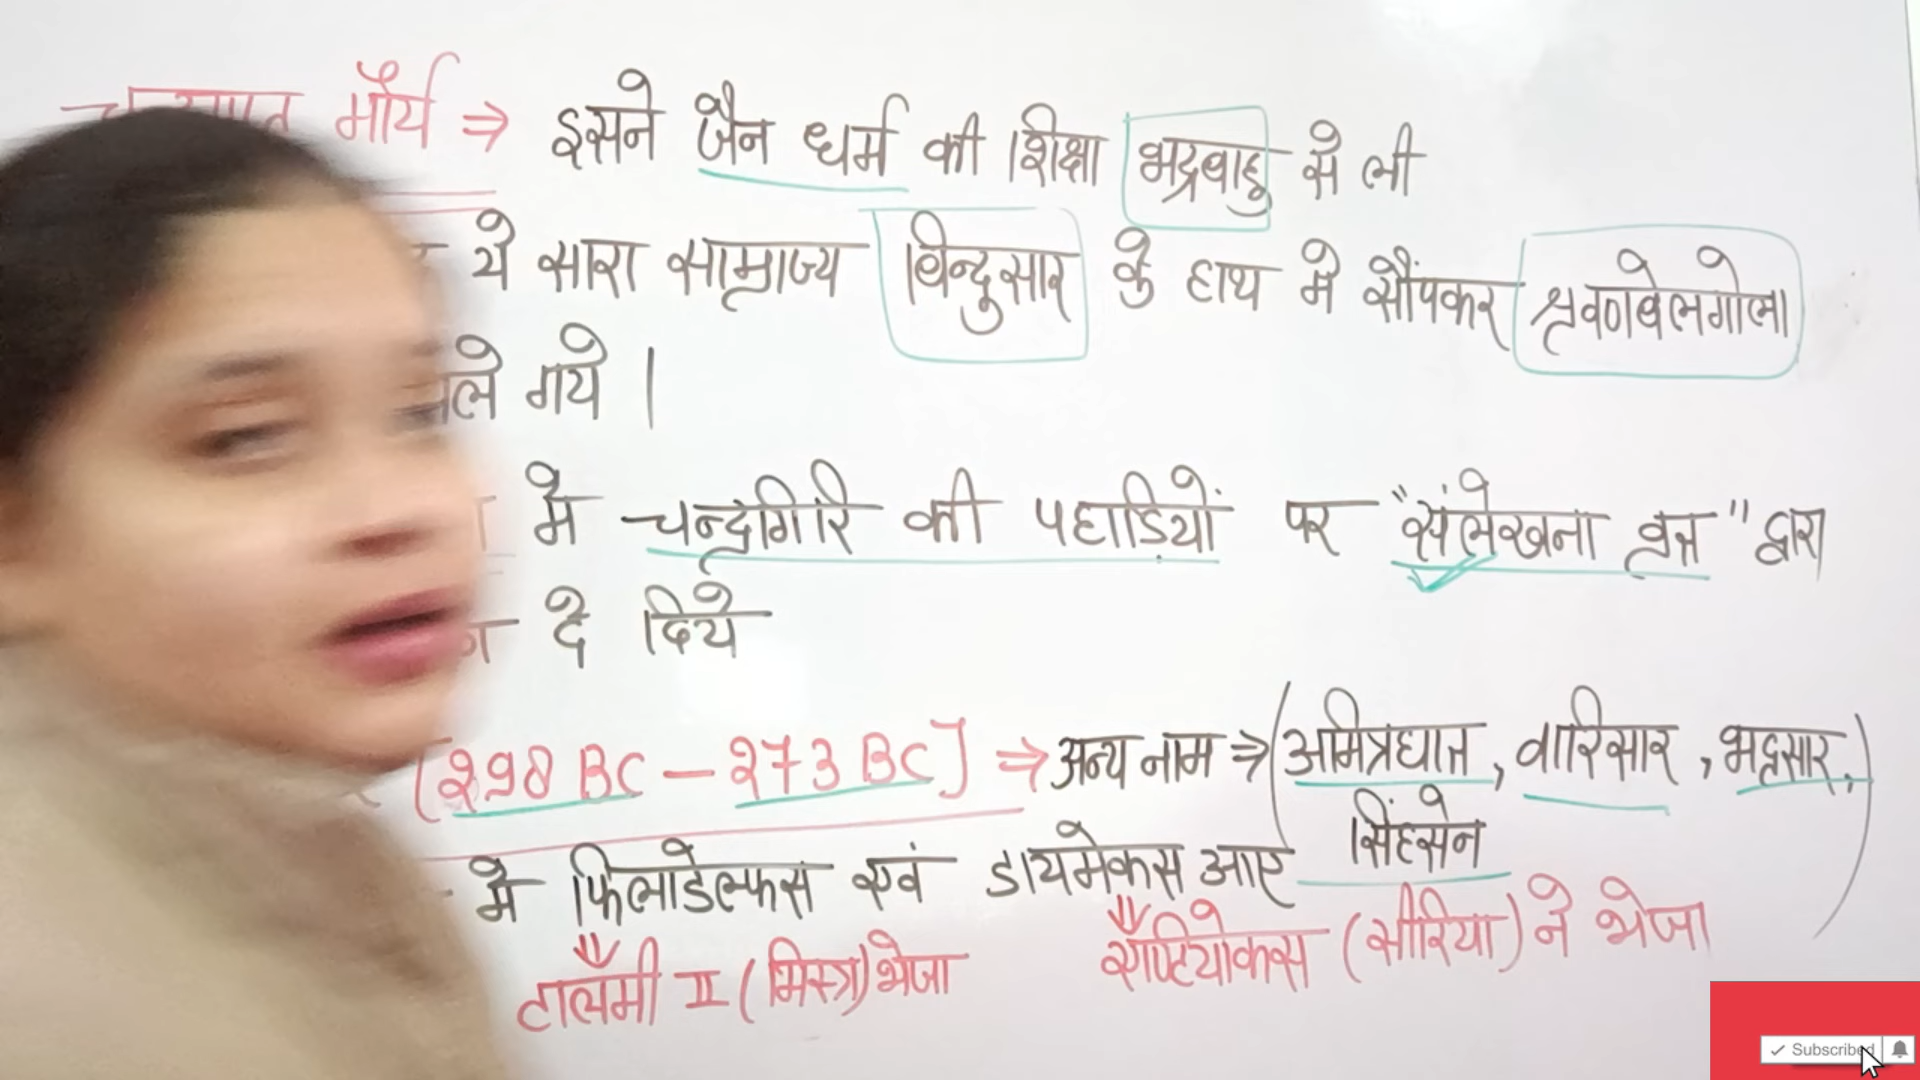 मौर्य ⇒ इसने जैन धर्म की शिक्षा भद्रबाहु से ली
ये सारा साम्राज्य बिन्दुसार के हाथ मे सौंपकर श्रवणबेलगोला
गये ।
मे चन्द्रगिरि की पहाडियों पर "संलेखना व्रत" द्वारा
दे दिये
[298 BC – 273 BC] ⇒ अन्य नाम ⇒ (अमित्रघात, वारिसार, भद्रसार,
सिंहसेन)
मे फिलाडेल्फस एवं डायमेकस आए
टालमी II (मिस्त्र) भेजा एण्टियोकस (सीरिया) ने भेजा
Subscribed